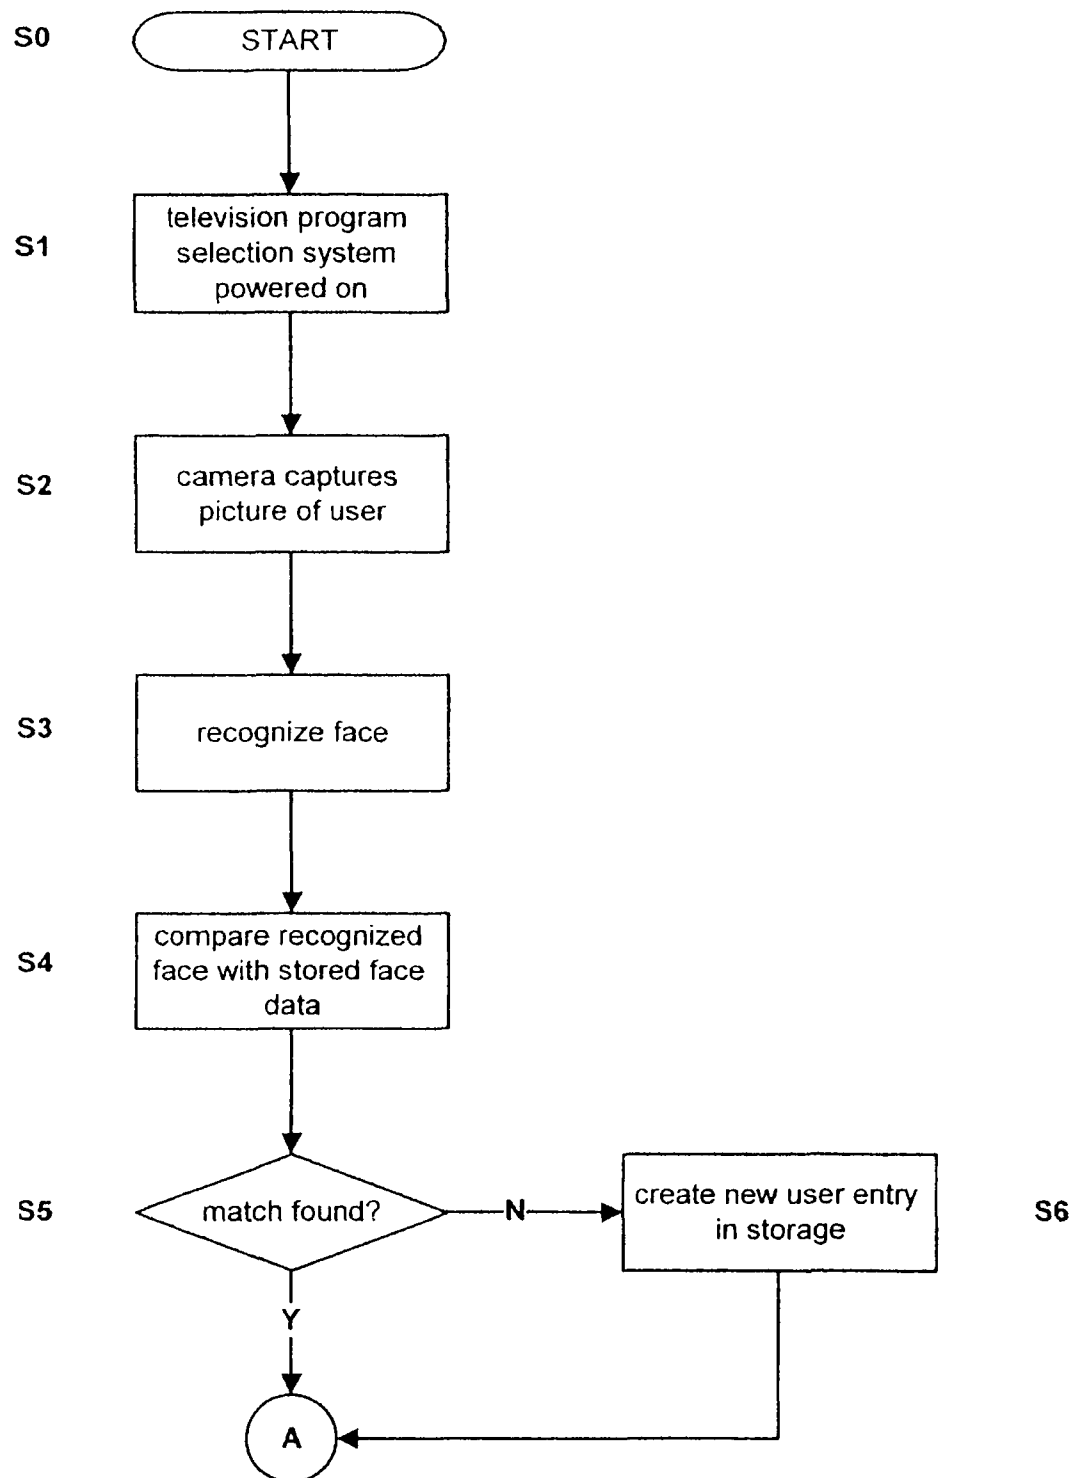 S0
START
S1
television program
selection system
powered on
S2
camera captures
picture of user
S3
recognize face
S4
compare recognized
face with stored face
data
S5
match found?
N
create new user entry
in storage
S6
Y
A